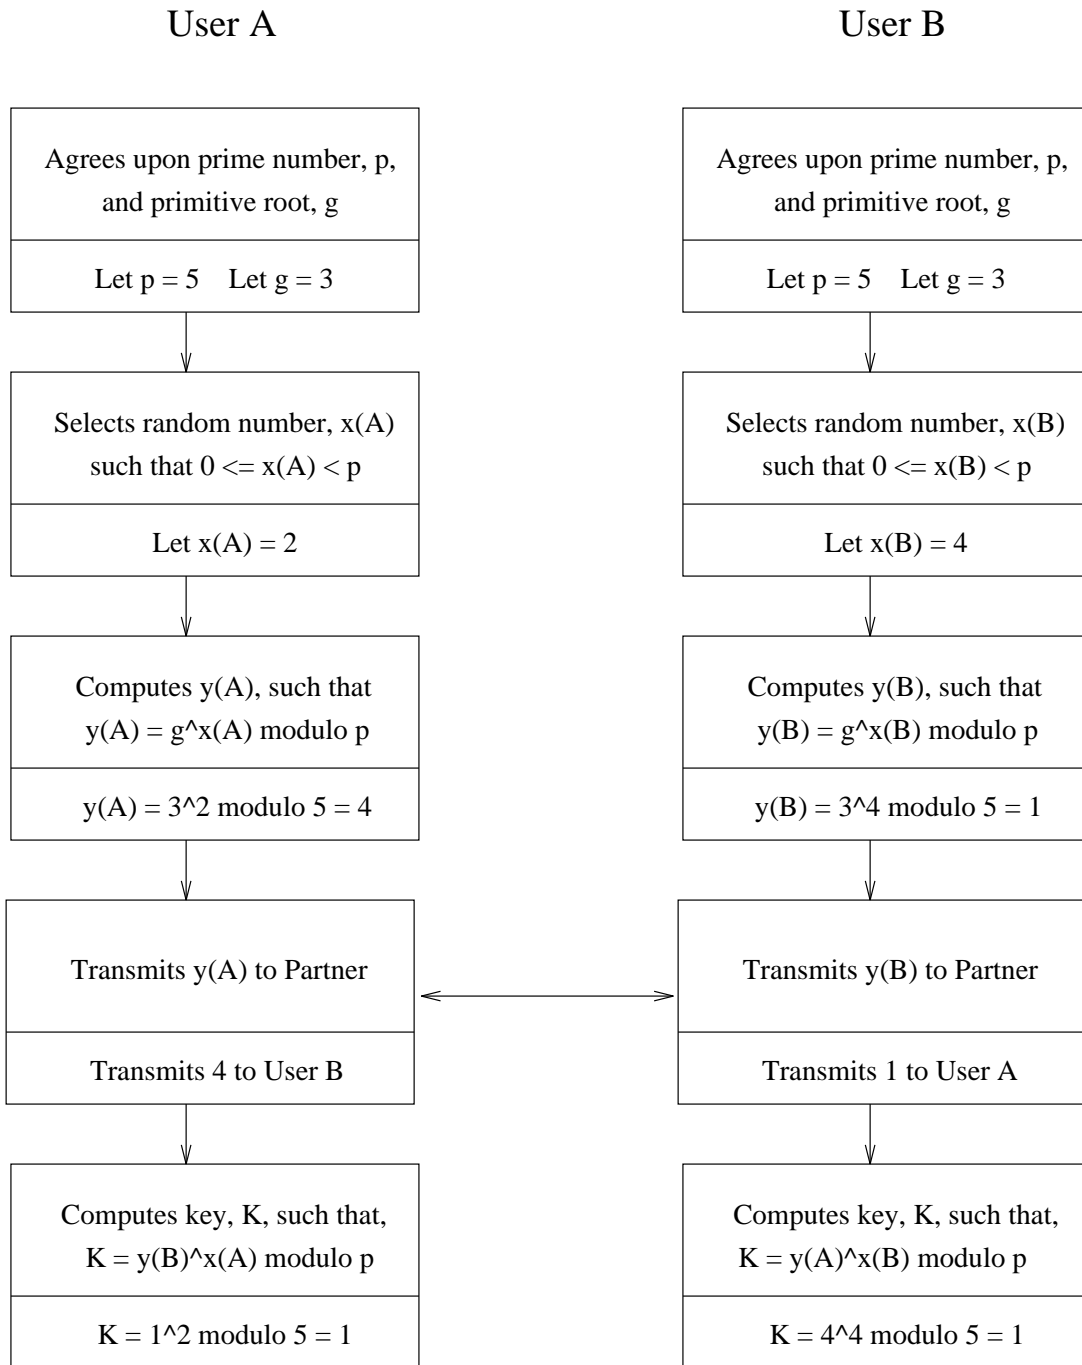 User A
User B
Agrees upon prime number, p,
and primitive root, g
Let p = 5 Let g = 3
Agrees upon prime number, p,
and primitive root, g
Let p = 5 Let g = 3
Selects random number, x(A)
such that 0 <= x(A) < p
Let x(A) = 2
Selects random number, x(B)
such that 0 <= x(B) < p
Let x(B) = 4
Computes y(A), such that
y(A) = g^x(A) modulo p
y(A) = 3^2 modulo 5 = 4
Computes y(B), such that
y(B) = g^x(B) modulo p
y(B) = 3^4 modulo 5 = 1
Transmits y(A) to Partner
Transmits 4 to User B
Transmits y(B) to Partner
Transmits 1 to User A
Computes key, K, such that,
K = y(B)^x(A) modulo p
K = 1^2 modulo 5 = 1
Computes key, K, such that,
K = y(A)^x(B) modulo p
K = 4^4 modulo 5 = 1